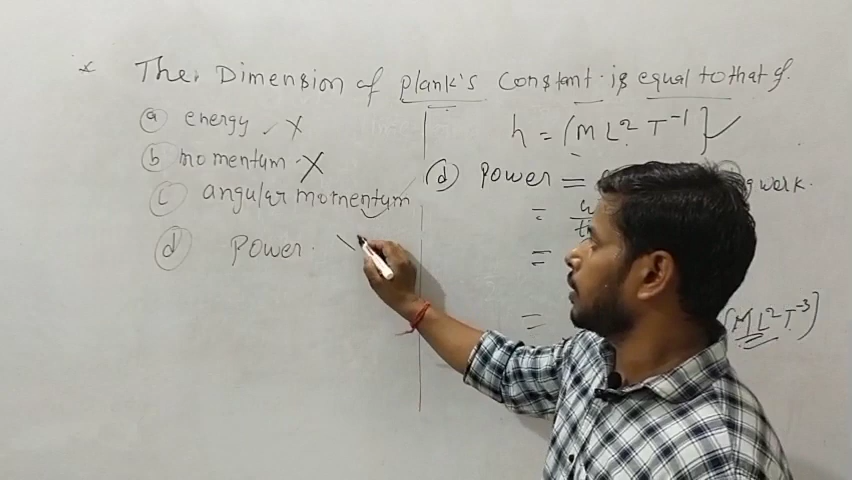 * The. Dimension of plank's Constant is equal to that of.
(a) energy ✓ X
(b) momentum. X
(c) angular momentum
(d) Power. \
h = [M L² T⁻¹] ✓
(d) Power = g work.
=
=
= [ML²T⁻³]